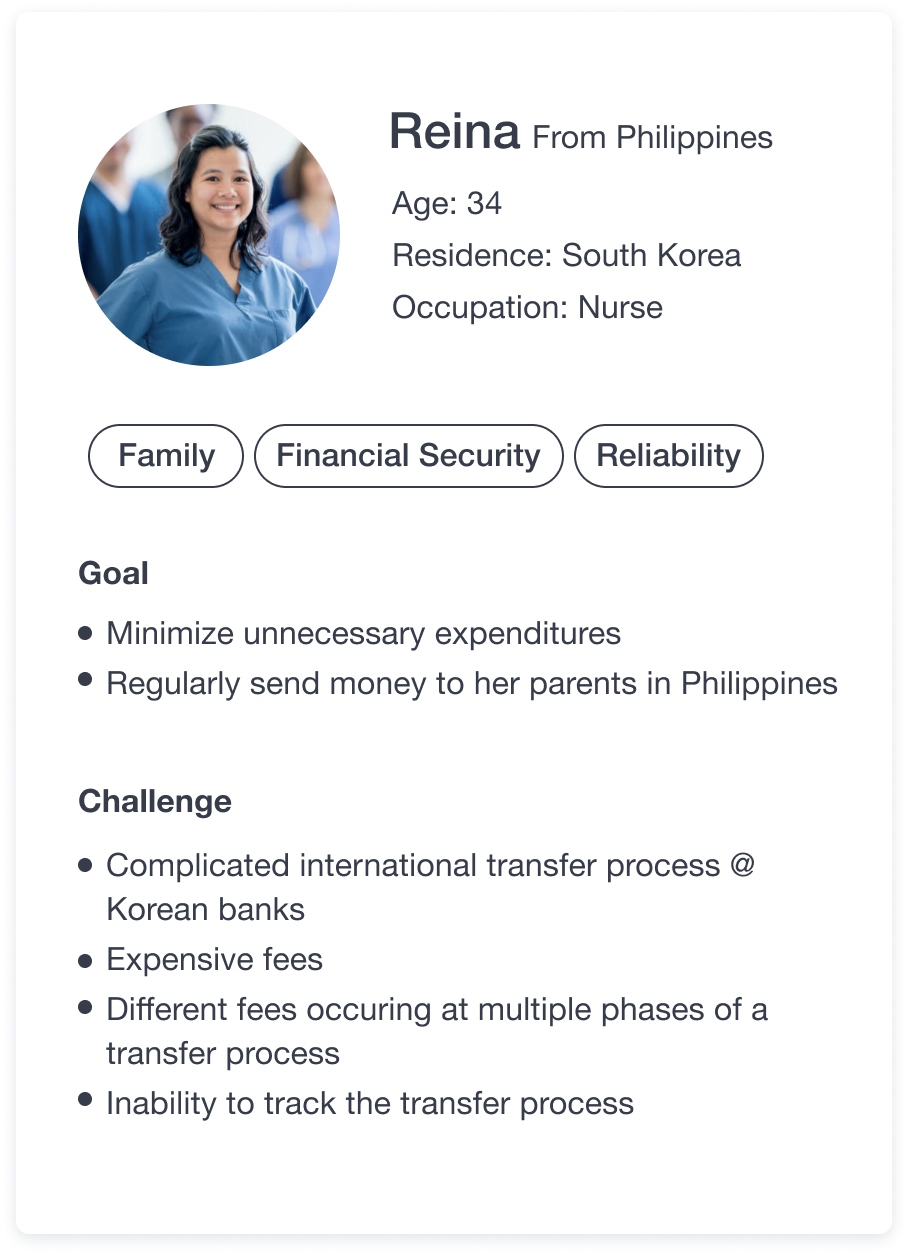 Reina From Philippines
Age: 34
Residence: South Korea
Occupation: Nurse
Family Financial Security Reliability
Goal
Minimize unnecessary expenditures
Regularly send money to her parents in Philippines
Challenge
Complicated international transfer process @
Korean banks
Expensive fees
Different fees occuring at multiple phases of a
transfer process
Inability to track the transfer process